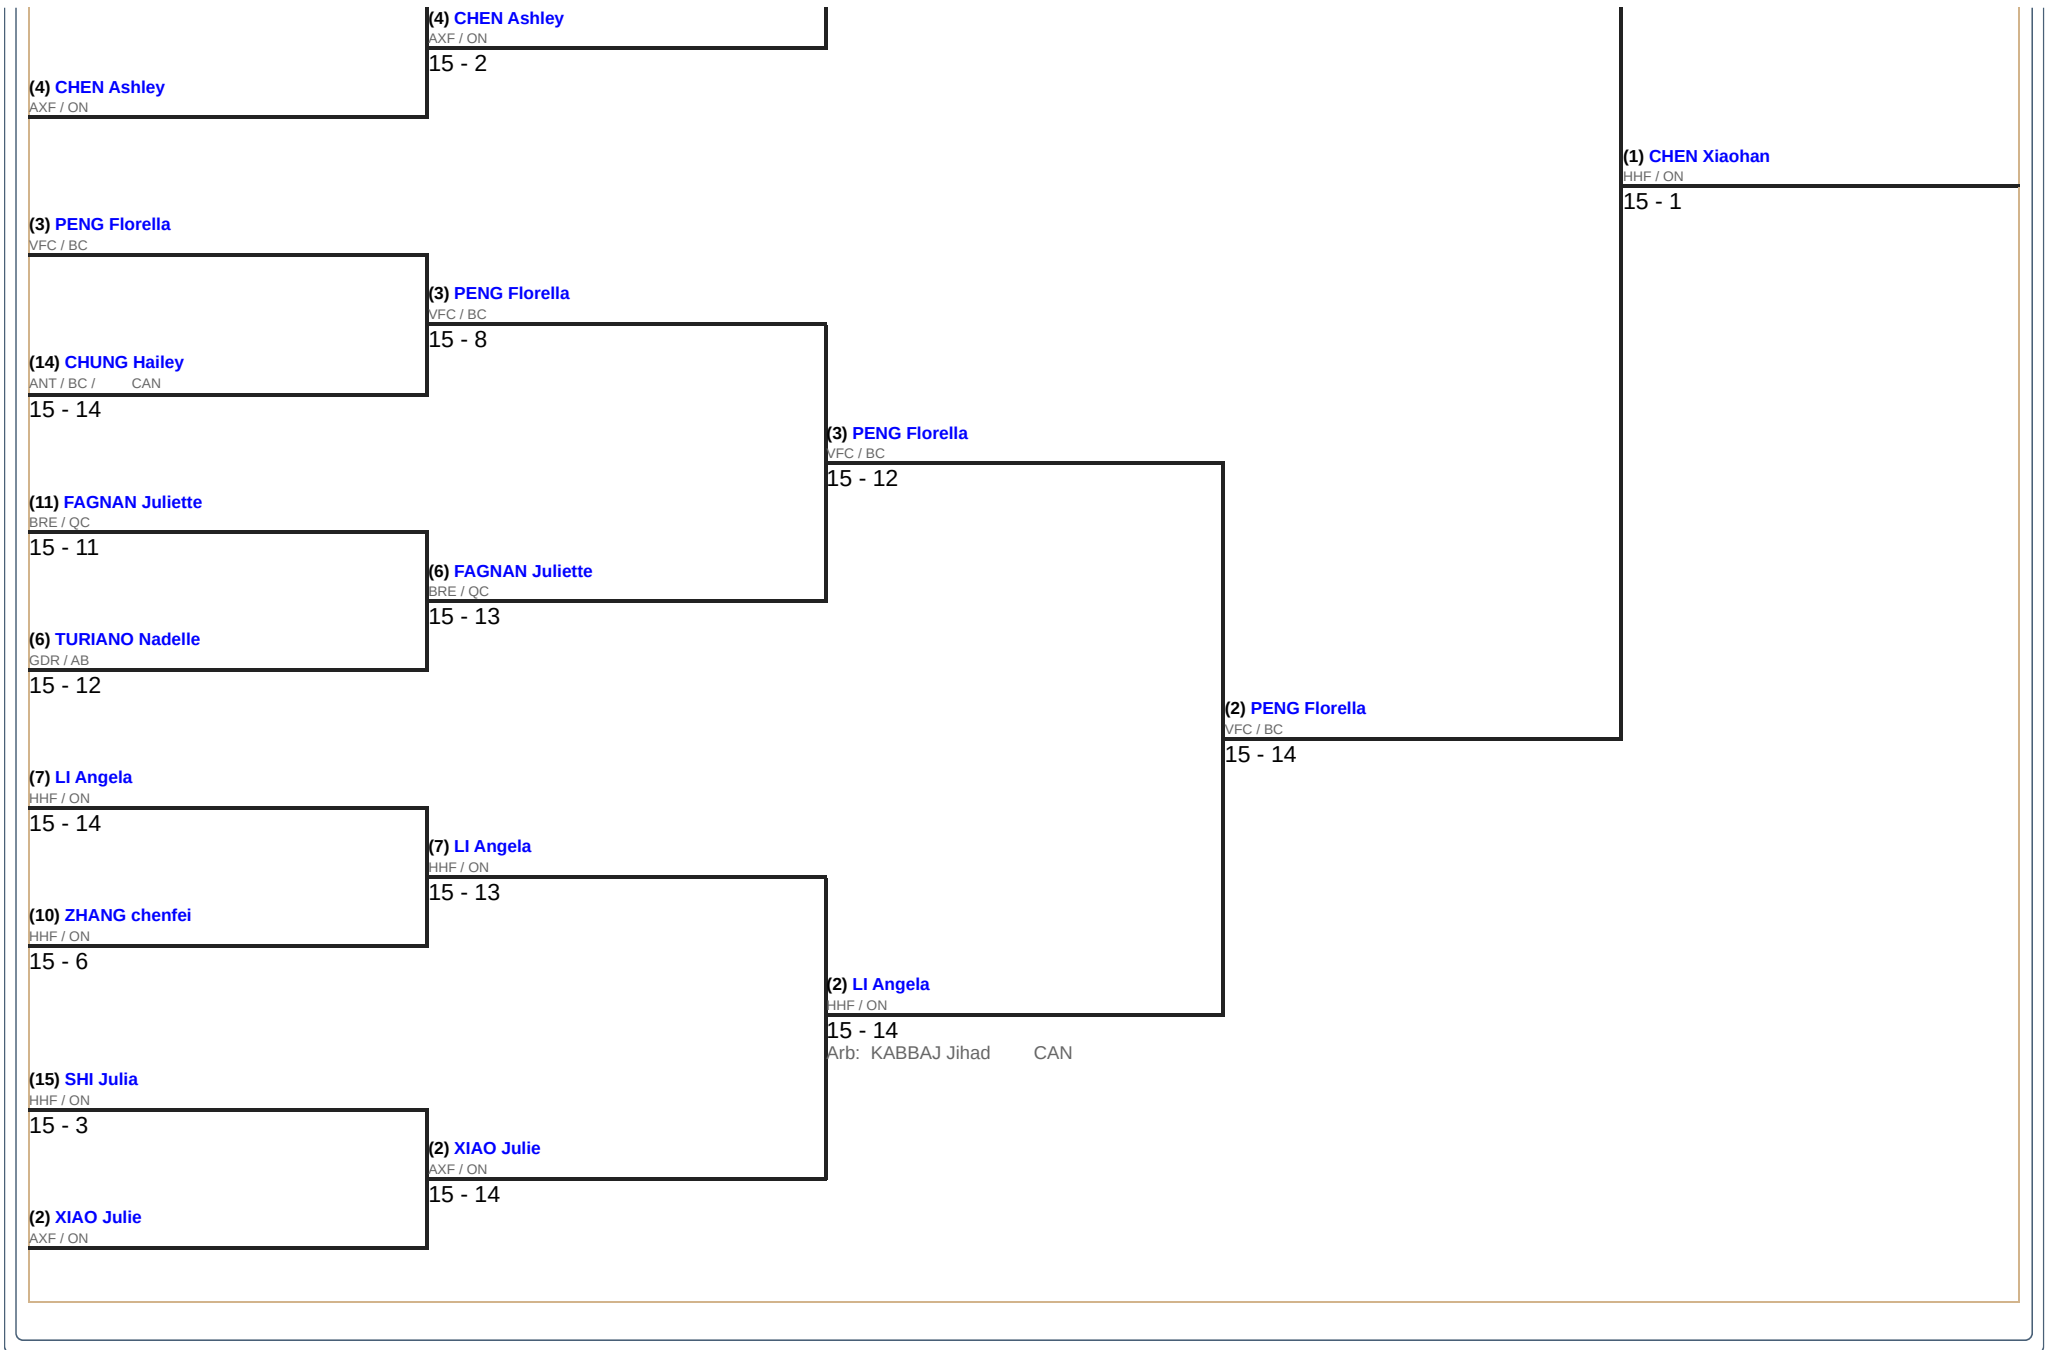 (4) CHEN Ashley
AXF / ON
15 - 2
(4) CHEN Ashley
AXF / ON
(1) CHEN Xiaohan
HHF / ON
15 - 1
(3) PENG Florella
VFC / BC
(3) PENG Florella
VFC / BC
15 - 8
(14) CHUNG Hailey
ANT / BC / CAN
15 - 14
(3) PENG Florella
VFC / BC
15 - 12
(11) FAGNAN Juliette
BRE / QC
15 - 11
(6) FAGNAN Juliette
BRE / QC
15 - 13
(6) TURIANO Nadelle
GDR / AB
15 - 12
(2) PENG Florella
VFC / BC
15 - 14
(7) LI Angela
HHF / ON
15 - 14
(7) LI Angela
HHF / ON
15 - 13
(10) ZHANG chenfei
HHF / ON
15 - 6
(2) LI Angela
HHF / ON
15 - 14
Arb: KABBAJ Jihad CAN
(15) SHI Julia
HHF / ON
15 - 3
(2) XIAO Julie
AXF / ON
15 - 14
(2) XIAO Julie
AXF / ON